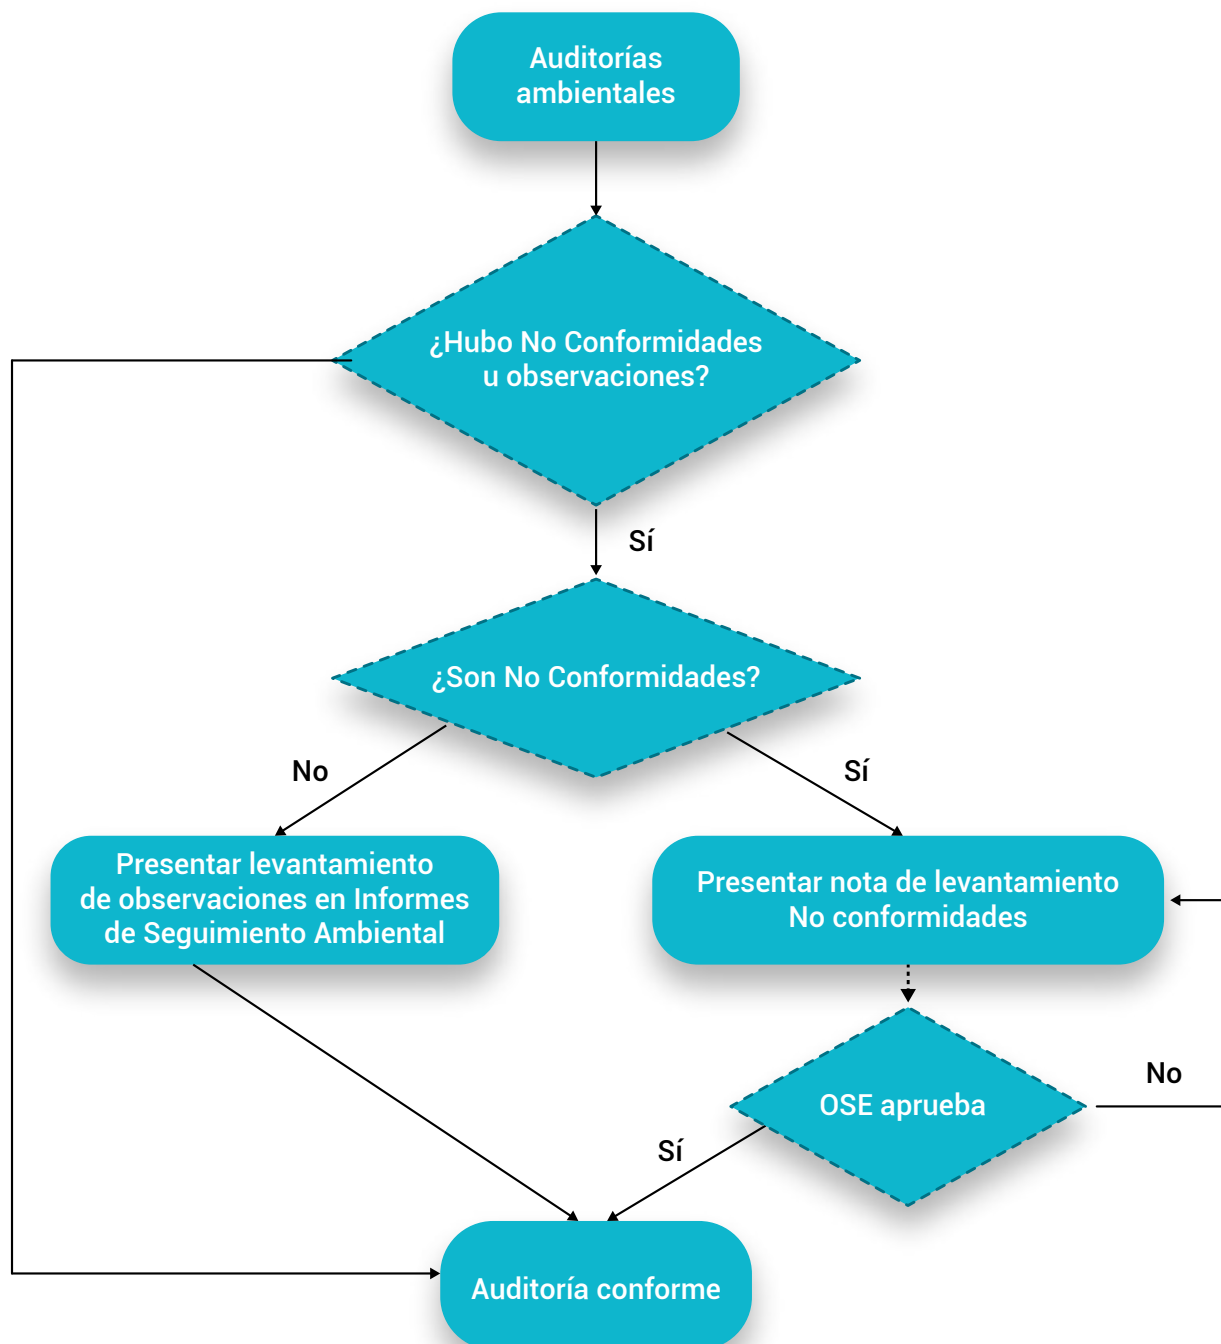 Auditorías
ambientales
¿Hubo No Conformidades
u observaciones?
Sí
¿Son No Conformidades?
No
Sí
Presentar levantamiento
de observaciones en Informes
de Seguimiento Ambiental
Presentar nota de levantamiento
No conformidades
OSE aprueba
No
Sí
Auditoría conforme